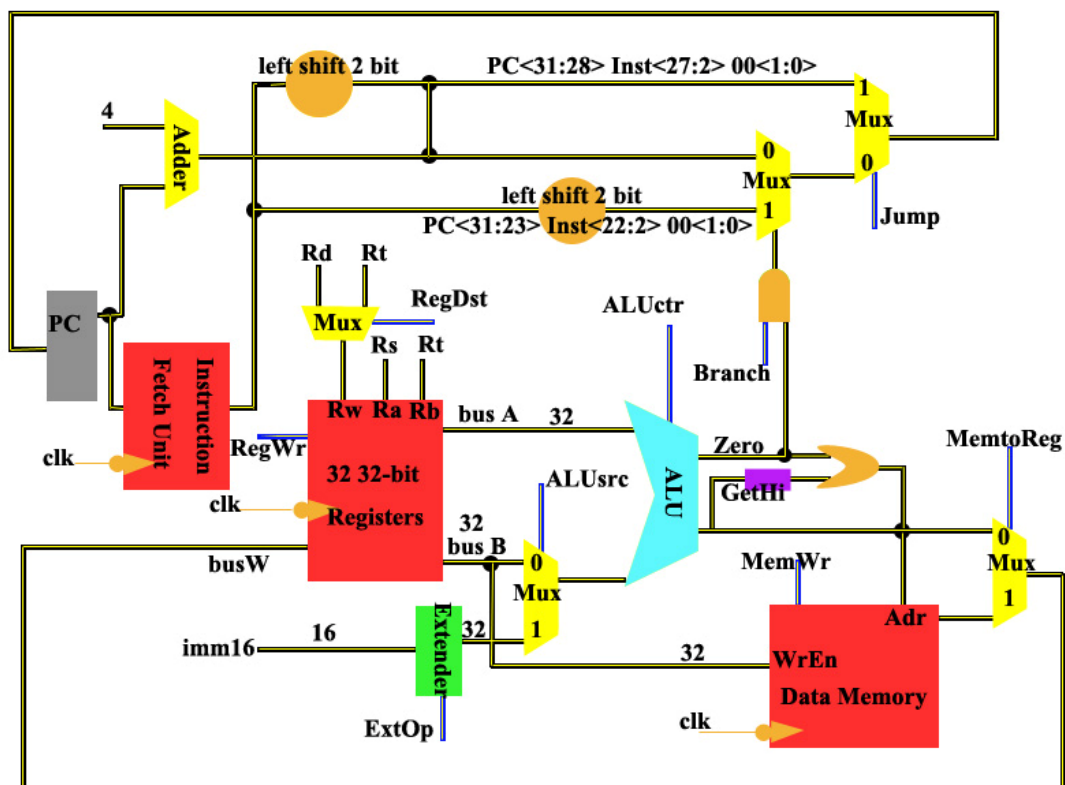 left shift 2 bit
PC<31:28> Inst<27:2> 00<1:0>
1
Mux
0
4
Adder
0
Mux
1
left shift 2 bit
PC<31:23> Inst<22:2> 00<1:0>
Jump
Rd
Rt
RegDst
ALUctr
PC
Mux
Rs
Rt
Branch
Instruction
Fetch Unit
Rw
Ra
Rb
bus A
32
RegWr
Zero
MemtoReg
clk
32 32-bit
Registers
ALUsrc
ALU
GetHi
clk
32
bus B
busW
0
Mux
1
MemWr
0
Mux
1
Adr
imm16
16
Extender
32
32
WrEn
Data Memory
clk
ExtOp